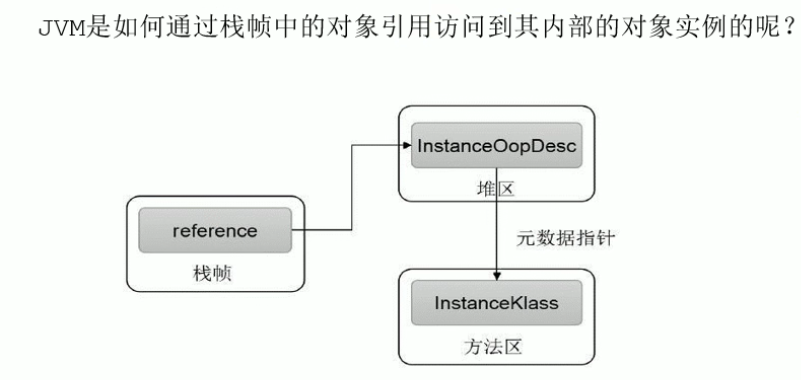 JVM是如何通过栈帧中的对象引用访问到其内部的对象实例的呢？
InstanceOopDesc
堆区
reference
栈帧
元数据指针
InstanceKlass
方法区